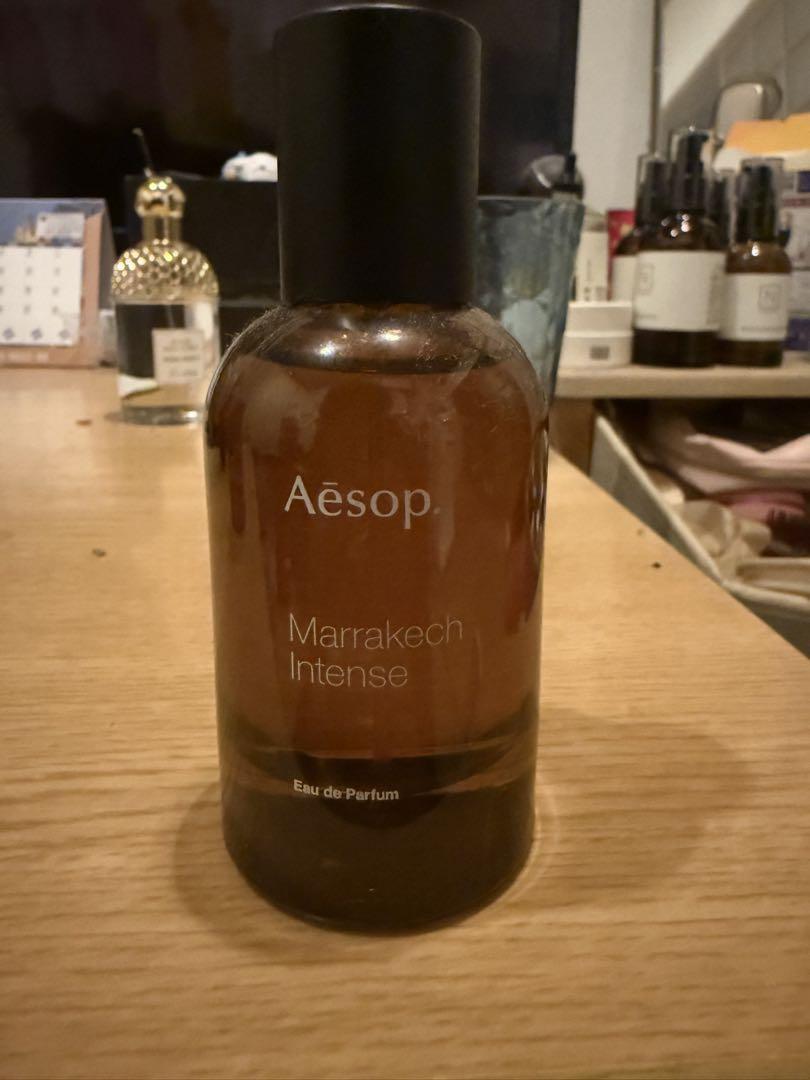 Aēsop.
Marrakech
Intense
Eau de Parfum